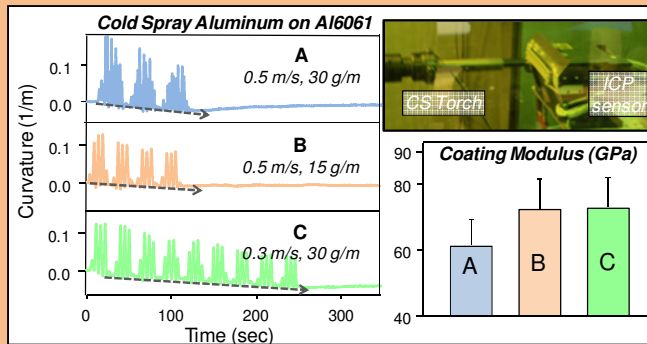 Cold Spray Aluminum on Al6061
Curvature (1/m)
0.1
0.0
A
0.5 m/s, 30 g/m
0.1
0.0
B
0.5 m/s, 15 g/m
0.1
0.0
C
0.3 m/s, 30 g/m
0
100
200
300
Time (sec)
CS Torch
ICP
sensor
Coating Modulus (GPa)
90
80
60
40
A
B
C